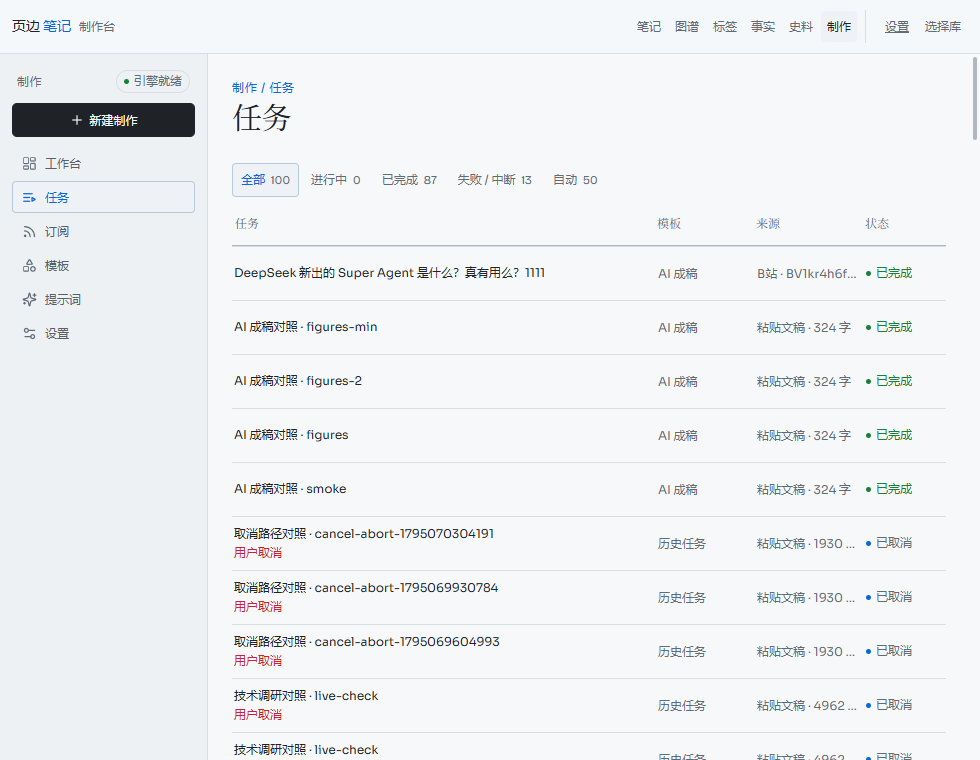 页边 笔记 制作台
笔记 图谱 标签 事实 史料 制作 设置 选择库
制作 引擎就绪
新建制作
工作台
任务
订阅
模板
提示词
设置
制作 / 任务
任务
全部 100 进行中 0 已完成 87 失败 / 中断 13 自动 50
任务 模板 来源 状态
DeepSeek 新出的 Super Agent 是什么？真有用么？1111 AI 成稿 B站 · BV1kr4h6f... 已完成
AI 成稿对照 · figures-min AI 成稿 粘贴文稿 · 324 字 已完成
AI 成稿对照 · figures-2 AI 成稿 粘贴文稿 · 324 字 已完成
AI 成稿对照 · figures AI 成稿 粘贴文稿 · 324 字 已完成
AI 成稿对照 · smoke AI 成稿 粘贴文稿 · 324 字 已完成
取消路径对照 · cancel-abort-1795070304191 历史任务 粘贴文稿 · 1930 ... 已取消
用户取消
取消路径对照 · cancel-abort-1795069930784 历史任务 粘贴文稿 · 1930 ... 已取消
用户取消
取消路径对照 · cancel-abort-1795069604993 历史任务 粘贴文稿 · 1930 ... 已取消
用户取消
技术调研对照 · live-check 历史任务 粘贴文稿 · 4962 ... 已取消
用户取消
技术调研对照 · live-check 历史任务 粘贴文稿 · 4962 ... 已取消